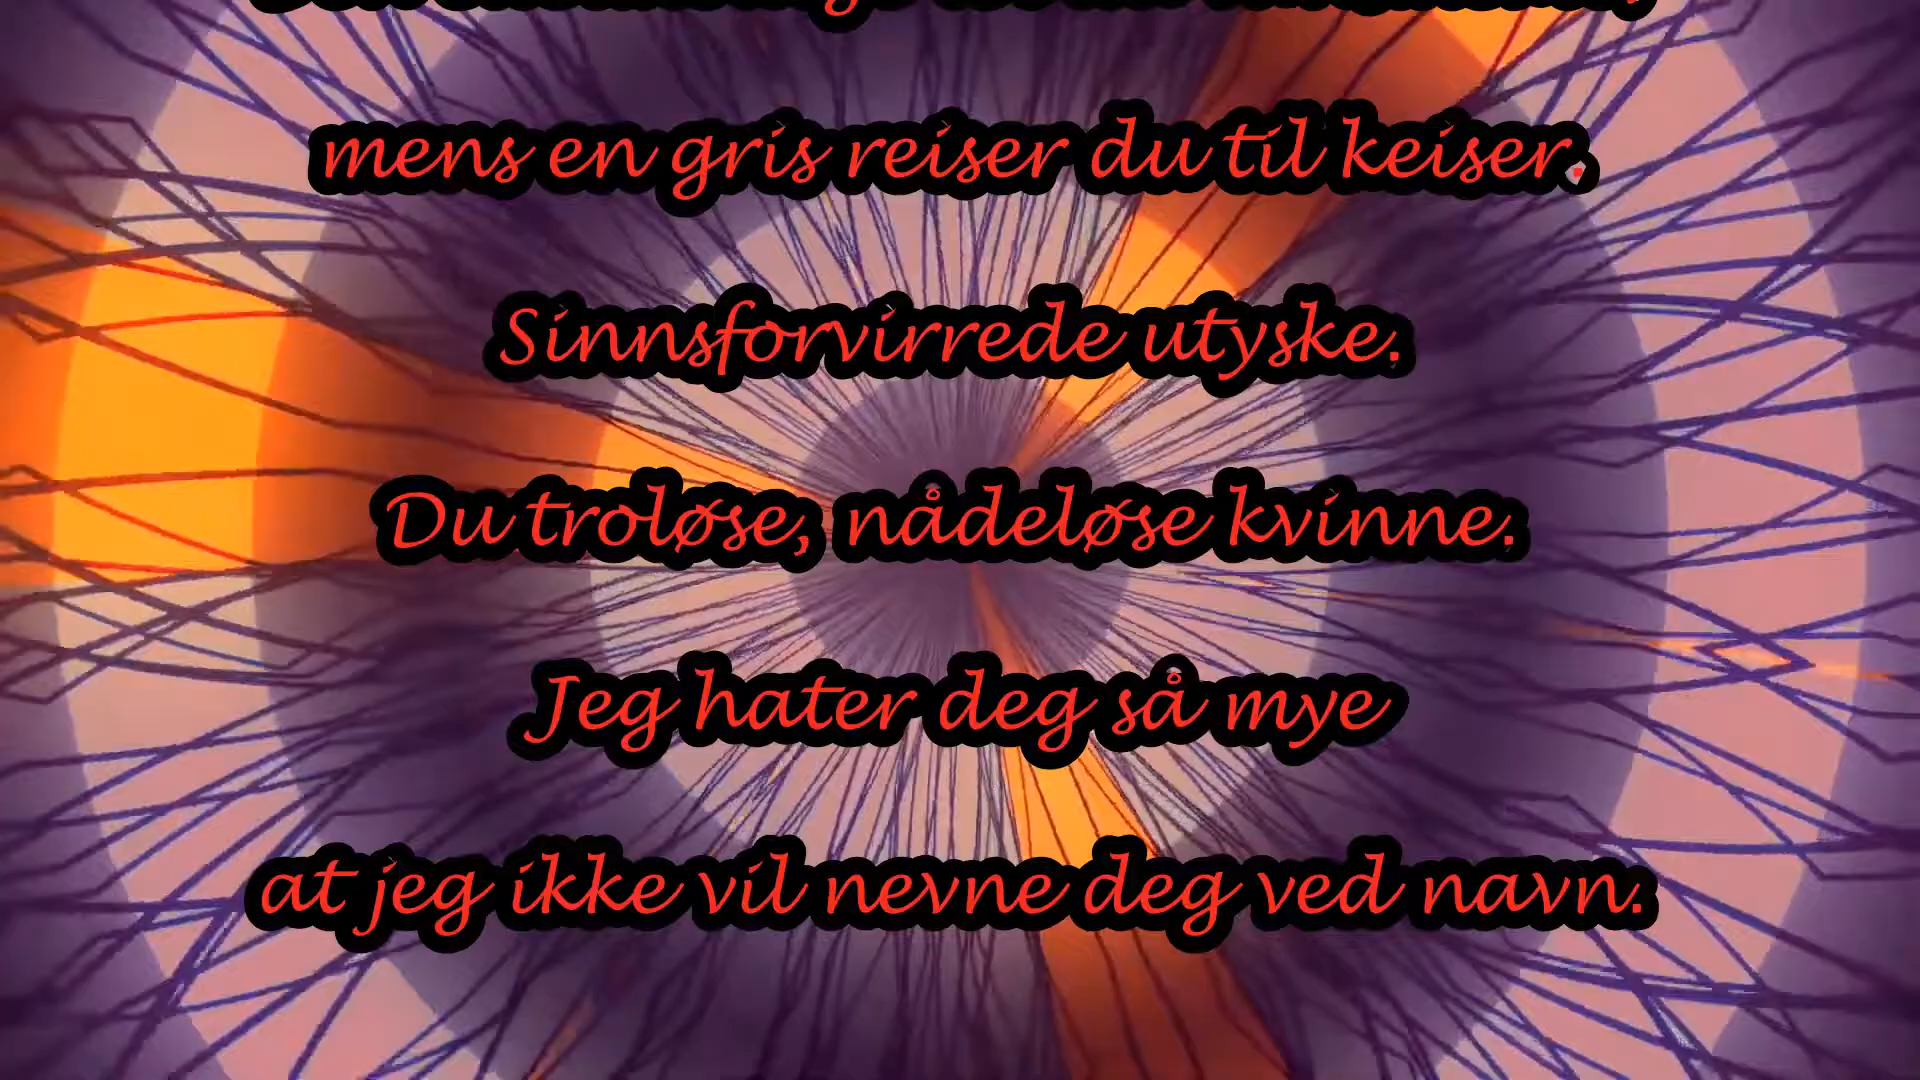 mens en gris reiser du til keiser.
Sinnsforvirrede utyske.
Du troløse, nådeløse kvinne.
Jeg hater deg så mye
at jeg ikke vil nevne deg ved navn.